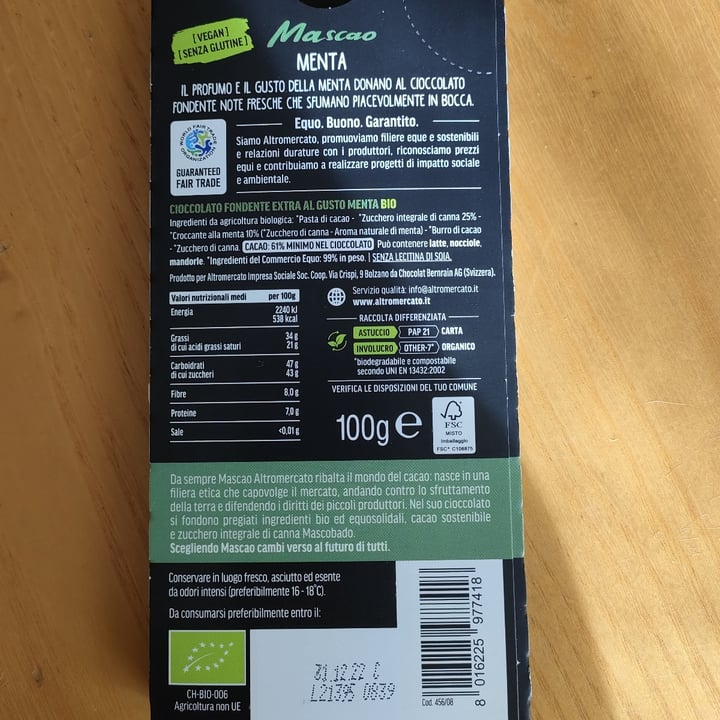 [VEGAN]
[SENZA GLUTINE]
Mascao
MENTA
IL PROFUMO E IL GUSTO DELLA MENTA DONANO AL CIOCCOLATO
FONDENTE NOTE FRESCHE CHE SFUMANO PIACEVOLMENTE IN BOCCA.
Equo. Buono. Garantito.
WORLD FAIR TRADE ORGANIZATION
GUARANTEED
FAIR TRADE
Siamo Altromercato, promuoviamo filiere eque e sostenibili
e relazioni durature con i produttori, riconosciamo prezzi
equi e contribuiamo a realizzare progetti di impatto sociale
e ambientale.
CIOCCOLATO FONDENTE EXTRA AL GUSTO MENTA BIO
Ingredienti da agricoltura biologica: *Pasta di cacao - *Zucchero integrale di canna 25% -
*Croccante alla menta 10% (*Zucchero di canna - Aroma naturale di menta) - *Burro di cacao
- *Zucchero di canna. CACAO: 61% MINIMO NEL CIOCCOLATO Può contenere latte, nocciole,
mandorle. *Ingredienti del Commercio Equo: 99% in peso. | SENZA LECITINA DI SOIA.
Prodotto per Altromercato Impresa Sociale Soc. Coop. Via Crispi, 9 Bolzano da Chocolat Bernrain AG (Svizzera).
Valori nutrizionali medi per 100g
Energia 2240 kJ
538 kcal
Grassi 34 g
di cui acidi grassi saturi 21 g
Carboidrati 47 g
di cui zuccheri 43 g
Fibre 8,0 g
Proteine 7,0 g
Sale <0,01 g
Servizio qualità: info@altromercato.it
www.altromercato.it
RACCOLTA DIFFERENZIATA
ASTUCCIO PAP 21 CARTA
INVOLUCRO OTHER-7* ORGANICO
*biodegradabile e compostabile
secondo UNI EN 13432:2002
VERIFICA LE DISPOSIZIONI DEL TUO COMUNE
100g e
FSC
MISTO
Imballaggio
FSC® C106875
Da sempre Mascao Altromercato ribalta il mondo del cacao: nasce in una
filiera etica che capovolge il mercato, andando contro lo sfruttamento
della terra e difendendo i diritti dei piccoli produttori. Nel suo cioccolato
si fondono pregiati ingredienti bio ed equosolidali, cacao sostenibile
e zucchero integrale di canna Mascobado.
Scegliendo Mascao cambi verso al futuro di tutti.
Conservare in luogo fresco, asciutto ed esente
da odori intensi (preferibilmente 16 - 18°C).
Da consumarsi preferibilmente entro il:
CH-BIO-006
Agricoltura non UE
31.12.22 C
L21395 0839
Cod. 456/08
8 016225 977418